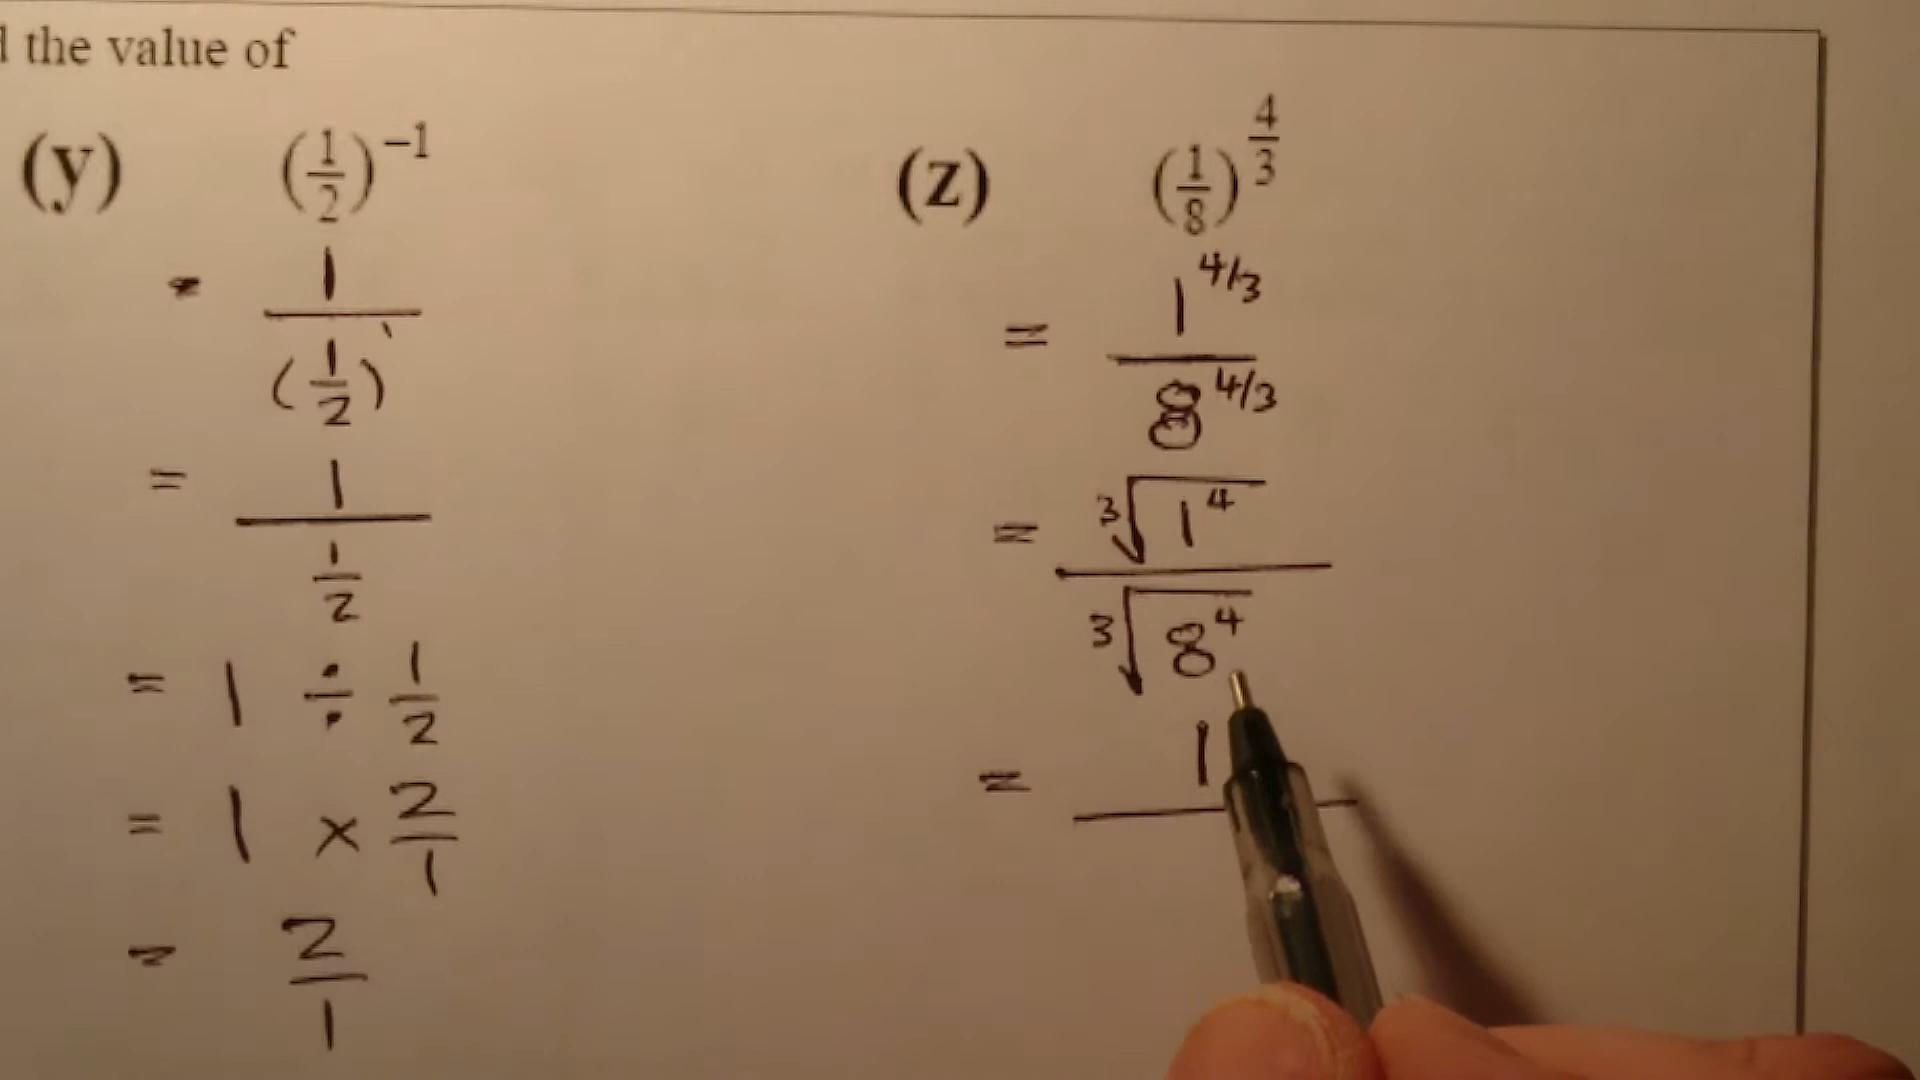 the value of
(y) (1/2)^-1
= 1/(1/2)^1
= 1/(1/2)
= 1 ÷ 1/2
= 1 × 2/1
= 2/1
(z) (1/8)^4/3
= 1^4/3 / 8^4/3
= ∛1^4 / ∛8^4
= 1